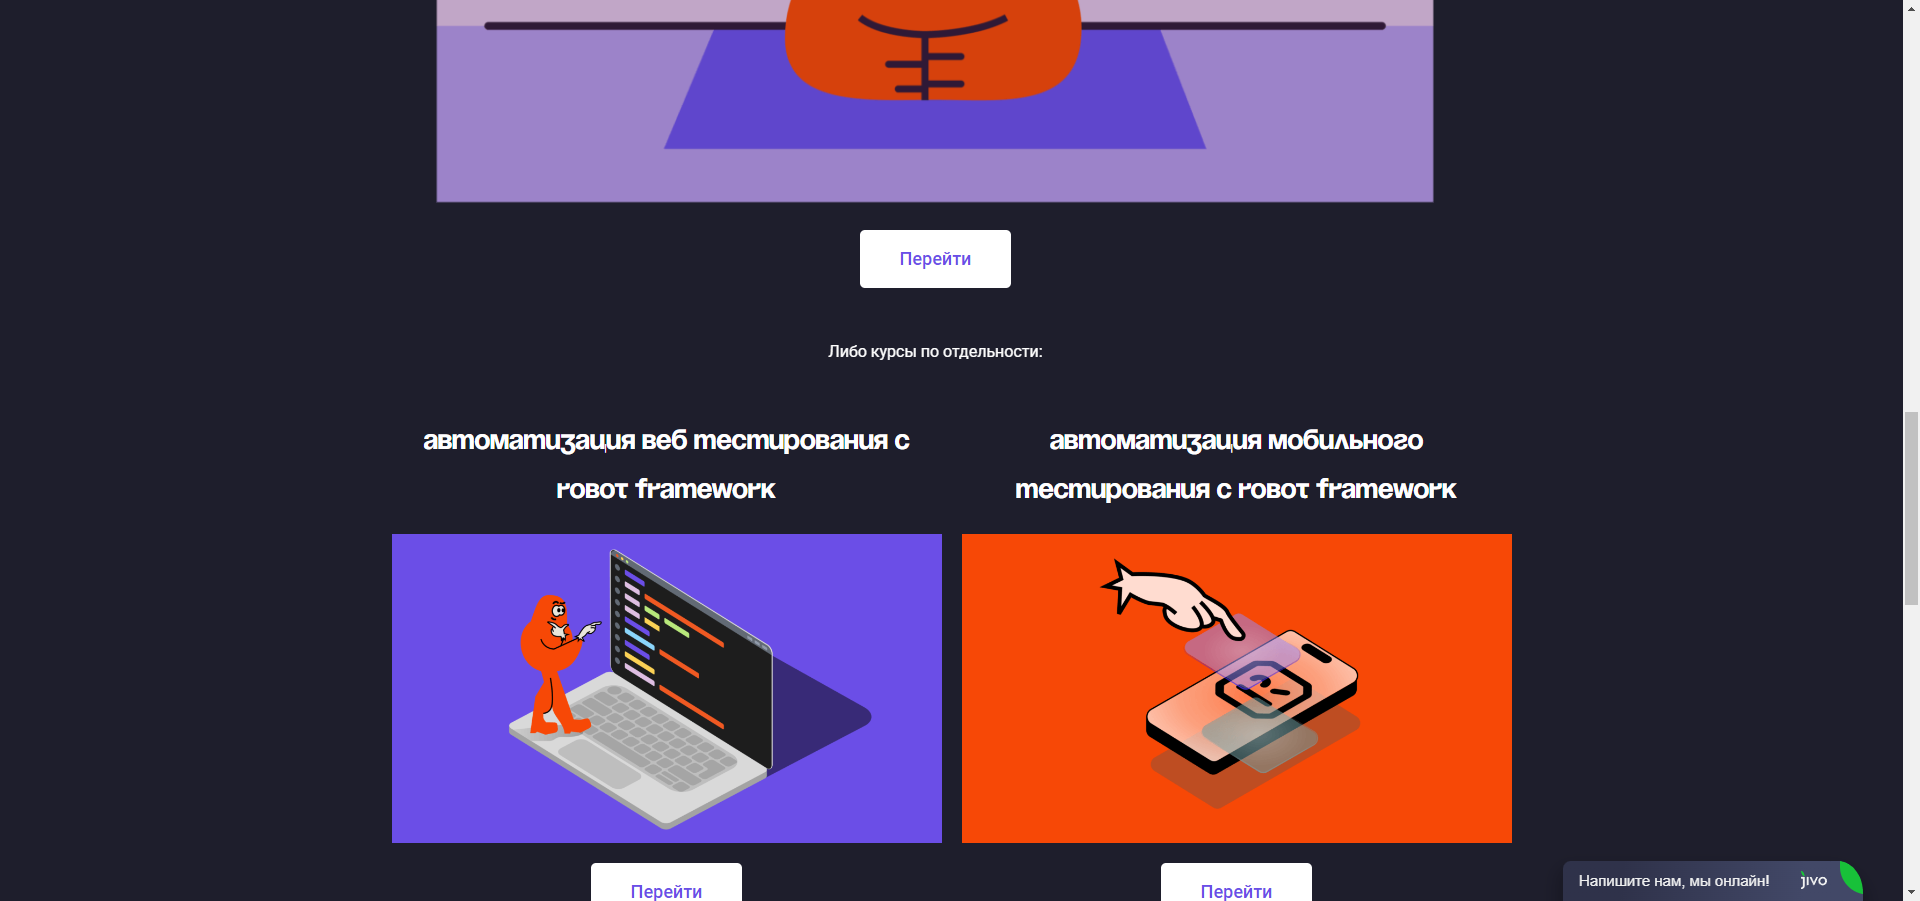 Перейти
Либо курсы по отдельности:
автоматизация веб тестирования с
robot framework
автоматизация мобильного
тестирования с robot framework
Перейти
Перейти
Напишите нам, мы онлайн!
jivo